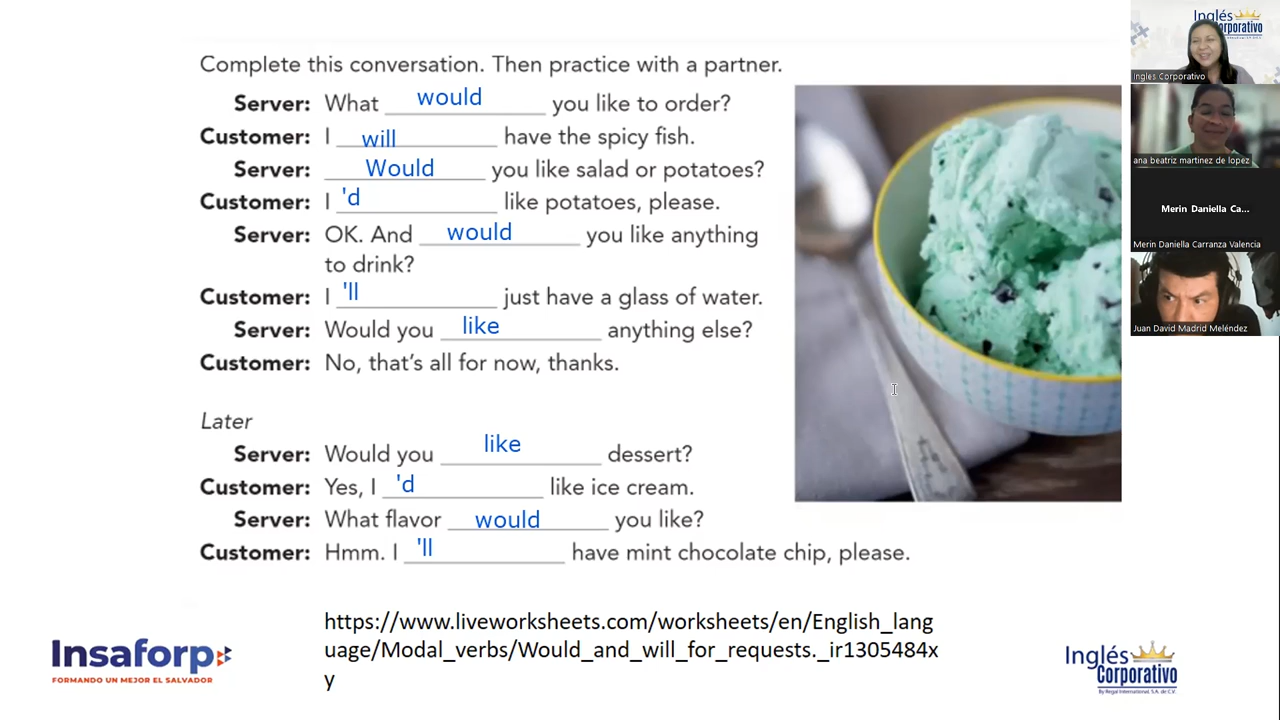 Complete this conversation. Then practice with a partner.
Server: What would you like to order?
Customer: I will have the spicy fish.
Server: Would you like salad or potatoes?
Customer: I 'd like potatoes, please.
Server: OK. And would you like anything
to drink?
Customer: I 'll just have a glass of water.
Server: Would you like anything else?
Customer: No, that's all for now, thanks.
Later
Server: Would you like dessert?
Customer: Yes, I 'd like ice cream.
Server: What flavor would you like?
Customer: Hmm. I 'll have mint chocolate chip, please.
https://www.liveworksheets.com/worksheets/en/English_lang
uage/Modal_verbs/Would_and_will_for_requests._ir1305484x
y
Insaforp
FORMANDO UN MEJOR EL SALVADOR
Inglés
Corporativo
By Regal International, S.A. de C.V.
Inglés
Corporativo
Ingles Corporativo
ana beatriz martinez de lopez
Merin Daniella Ca...
Merin Daniella Carranza Valencia
Juan David Madrid Meléndez